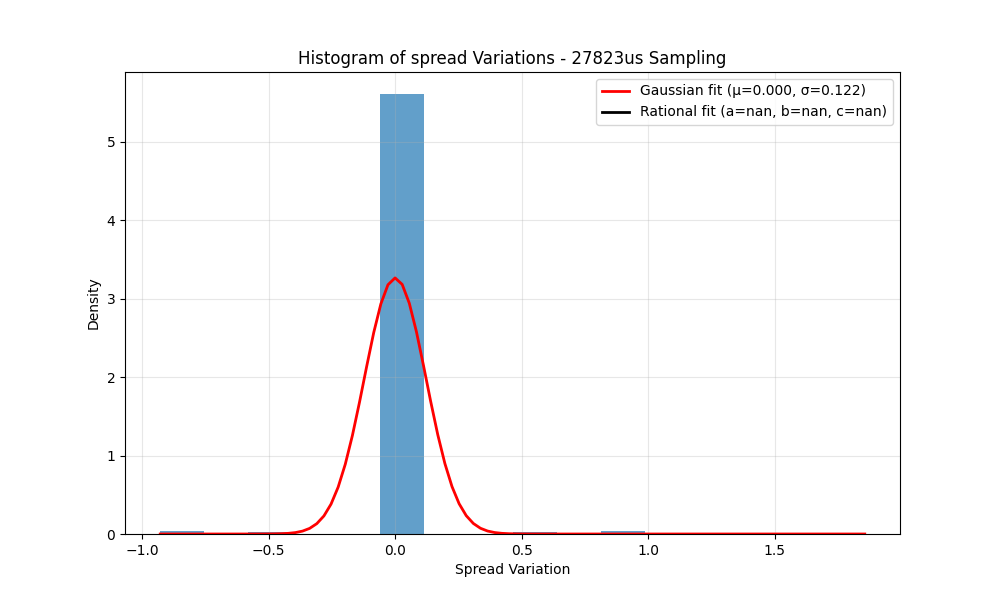 Histogram of spread Variations - 27823us Sampling
Gaussian fit (μ=0.000, σ=0.122)
Rational fit (a=nan, b=nan, c=nan)
Density
5
4
3
2
1
0
−1.0
−0.5
0.0
0.5
1.0
1.5
Spread Variation